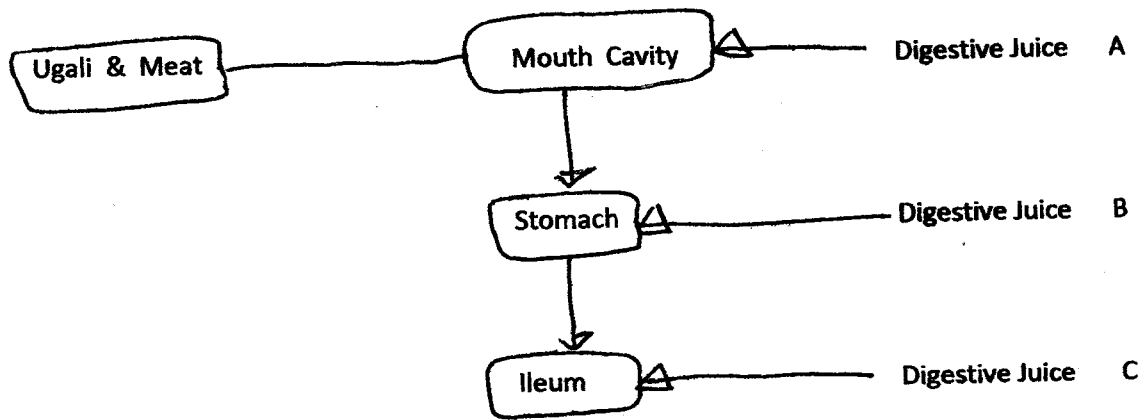 Ugali & Meat
Mouth Cavity
Digestive Juice A
Stomach
Digestive Juice B
Ileum
Digestive Juice C